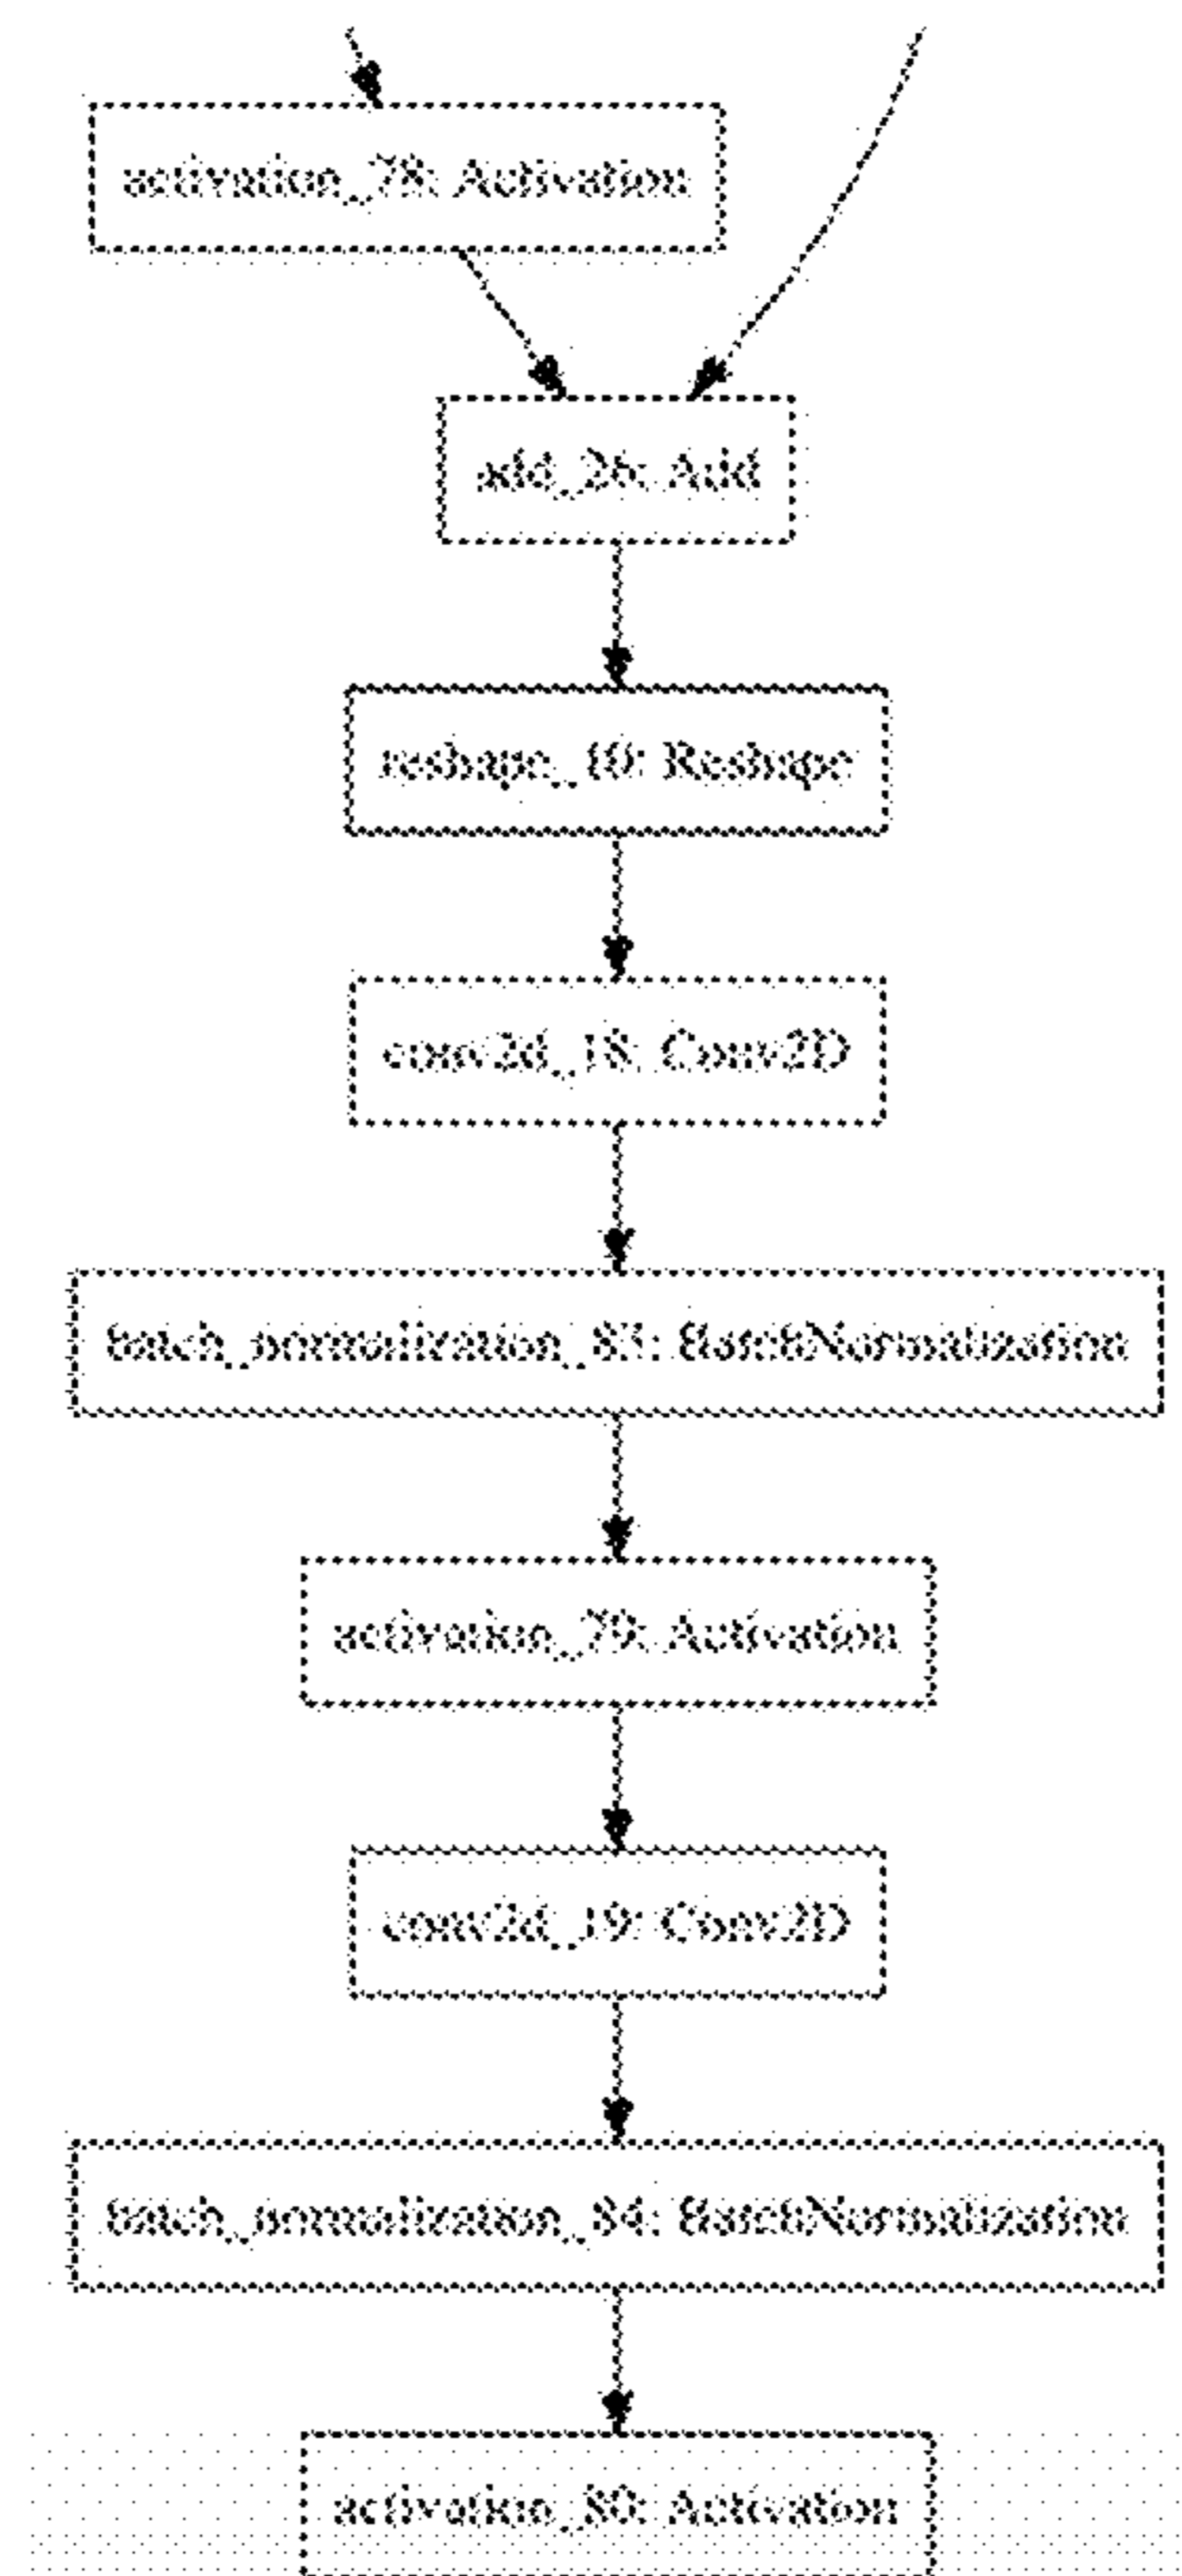 activation_78: Activation
add_26: Add
reshape_10: Reshape
conv2d_18: Conv2D
batch_normalization_83: BatchNormalization
activation_79: Activation
conv2d_19: Conv2D
batch_normalization_84: BatchNormalization
activation_80: Activation